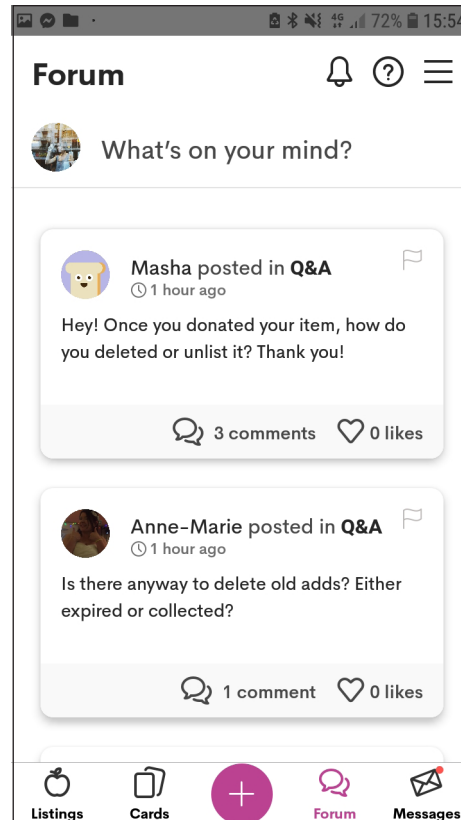 4G 72% 15:54
Forum
What's on your mind?
Masha posted in Q&A
1 hour ago
Hey! Once you donated your item, how do
you deleted or unlist it? Thank you!
3 comments 0 likes
Anne-Marie posted in Q&A
1 hour ago
Is there anyway to delete old adds? Either
expired or collected?
1 comment 0 likes
Listings Cards Forum Messages